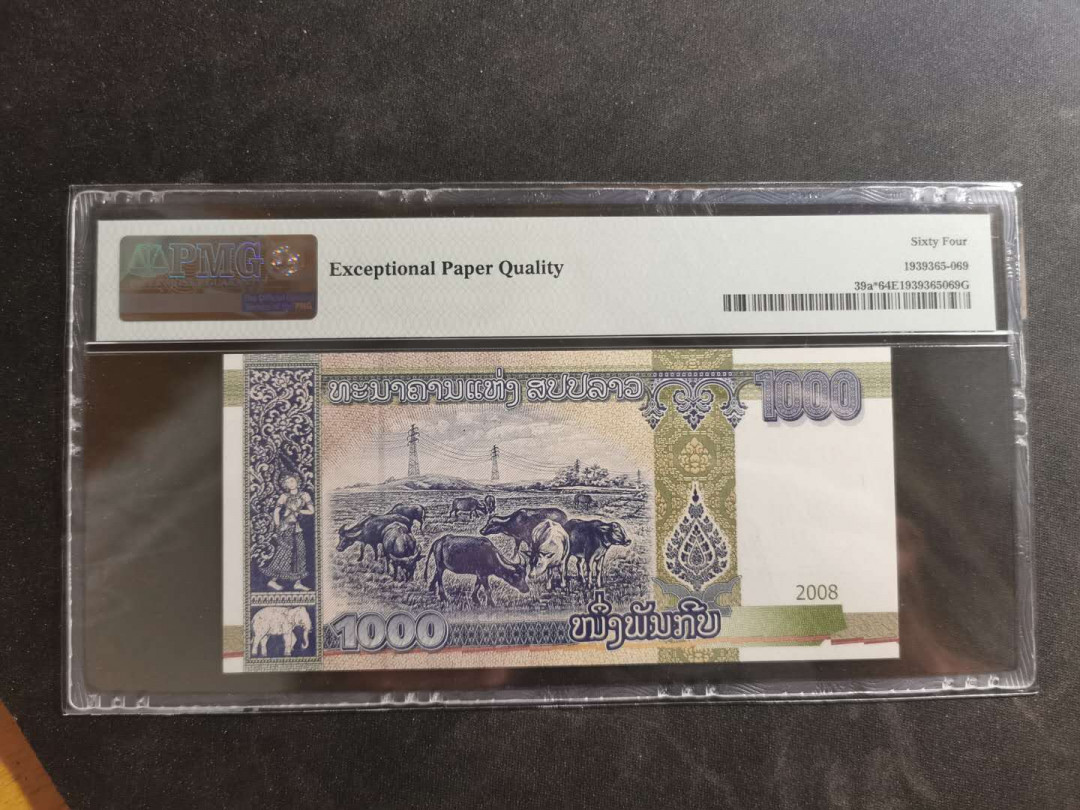 PMG
Exceptional Paper Quality
Sixty Four
1939365-069
39a*64E1939365069G
ທະນາຄານແຫ່ງ ສປປລາວ
1000
2008
1000
ໜຶ່ງພັນກີບ